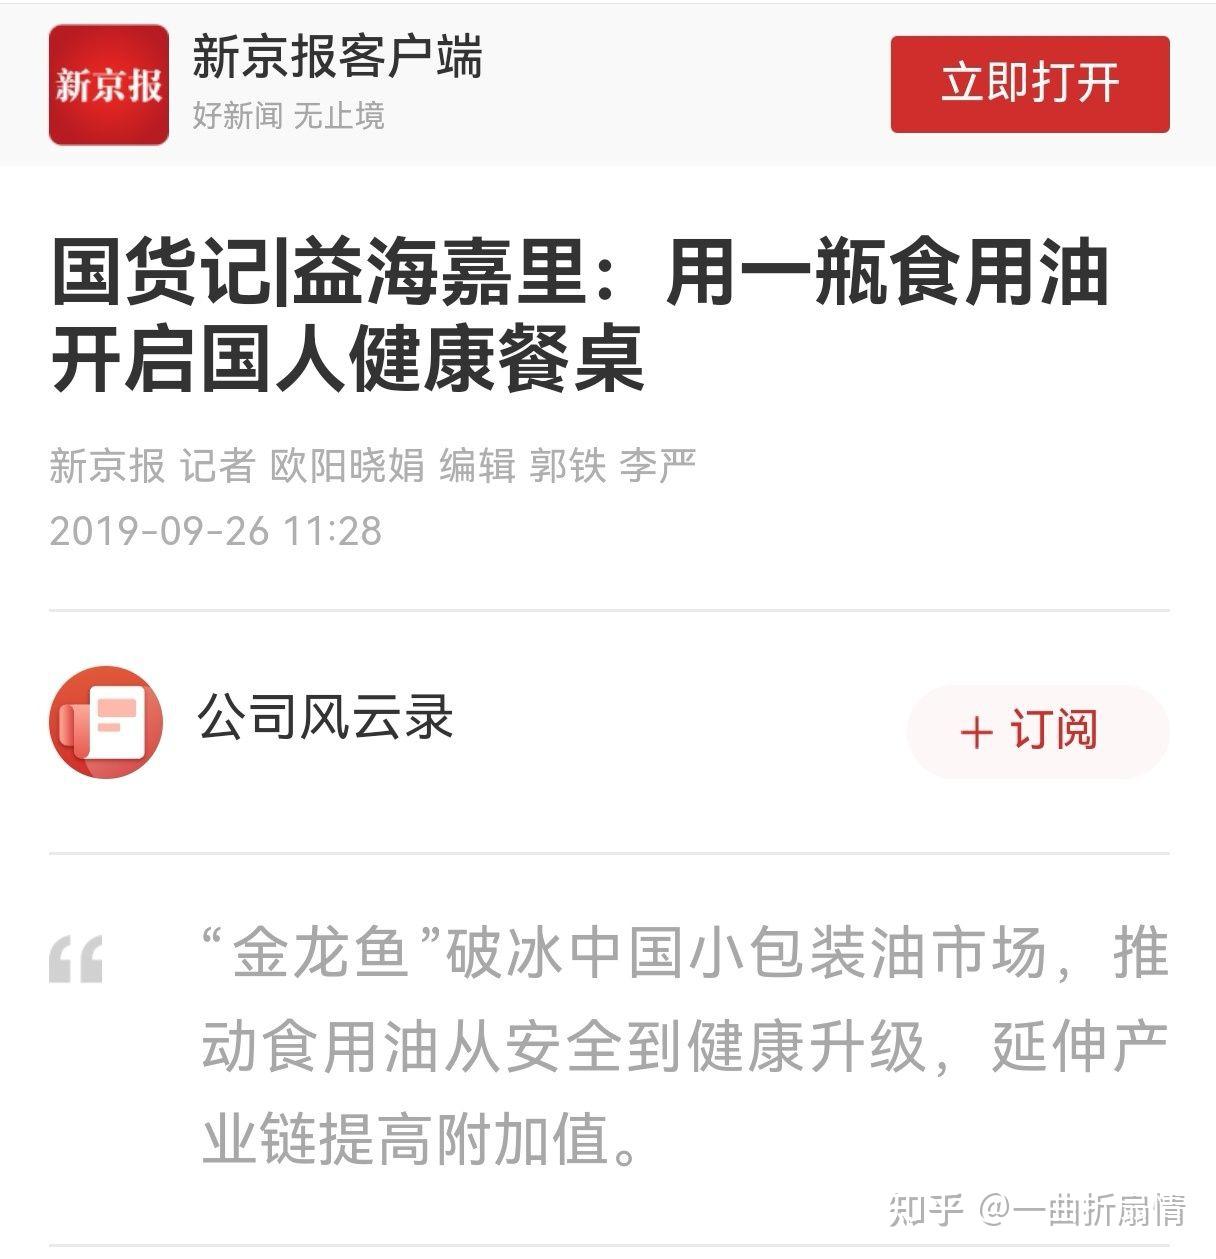 新京报
新京报客户端
好新闻 无止境
立即打开
国货记|益海嘉里：用一瓶食用油
开启国人健康餐桌
新京报 记者 欧阳晓娟 编辑 郭铁 李严
2019-09-26 11:28
公司风云录
+ 订阅
“金龙鱼”破冰中国小包装油市场，推
动食用油从安全到健康升级，延伸产
业链提高附加值。
知乎 @一曲折扇情